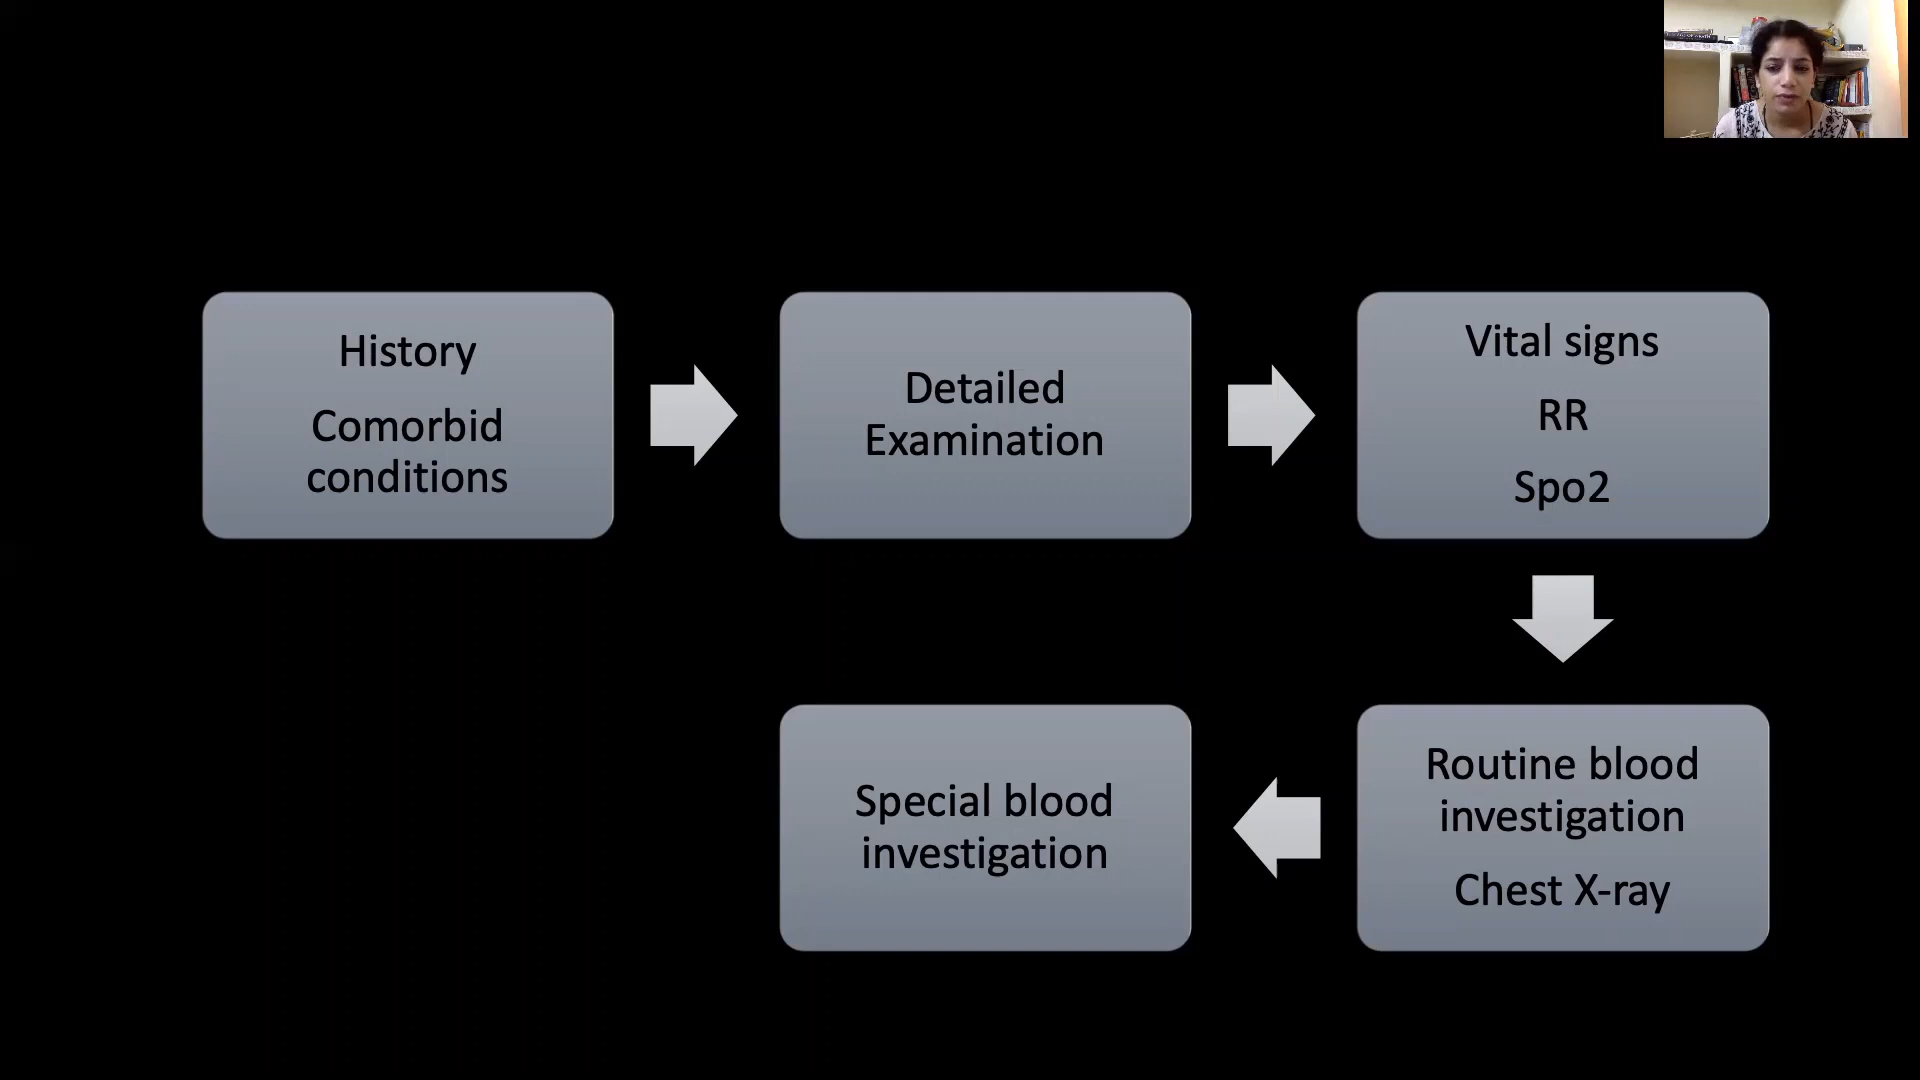 History
Comorbid
conditions
Detailed
Examination
Vital signs
RR
Spo2
Routine blood
investigation
Chest X-ray
Special blood
investigation